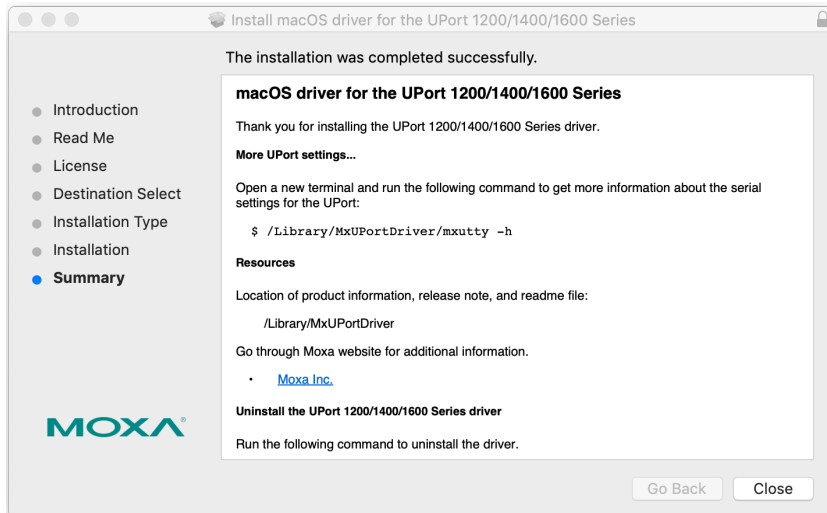 Install macOS driver for the UPort 1200/1400/1600 Series
The installation was completed successfully.
Introduction
Read Me
License
Destination Select
Installation Type
Installation
Summary
macOS driver for the UPort 1200/1400/1600 Series
Thank you for installing the UPort 1200/1400/1600 Series driver.
More UPort settings...
Open a new terminal and run the following command to get more information about the serial
settings for the UPort:
$ /Library/MxUPortDriver/mxutty -h
Resources
Location of product information, release note, and readme file:
/Library/MxUPortDriver
Go through Moxa website for additional information.
• Moxa Inc.
Uninstall the UPort 1200/1400/1600 Series driver
Run the following command to uninstall the driver.
MOXA®
Go Back
Close